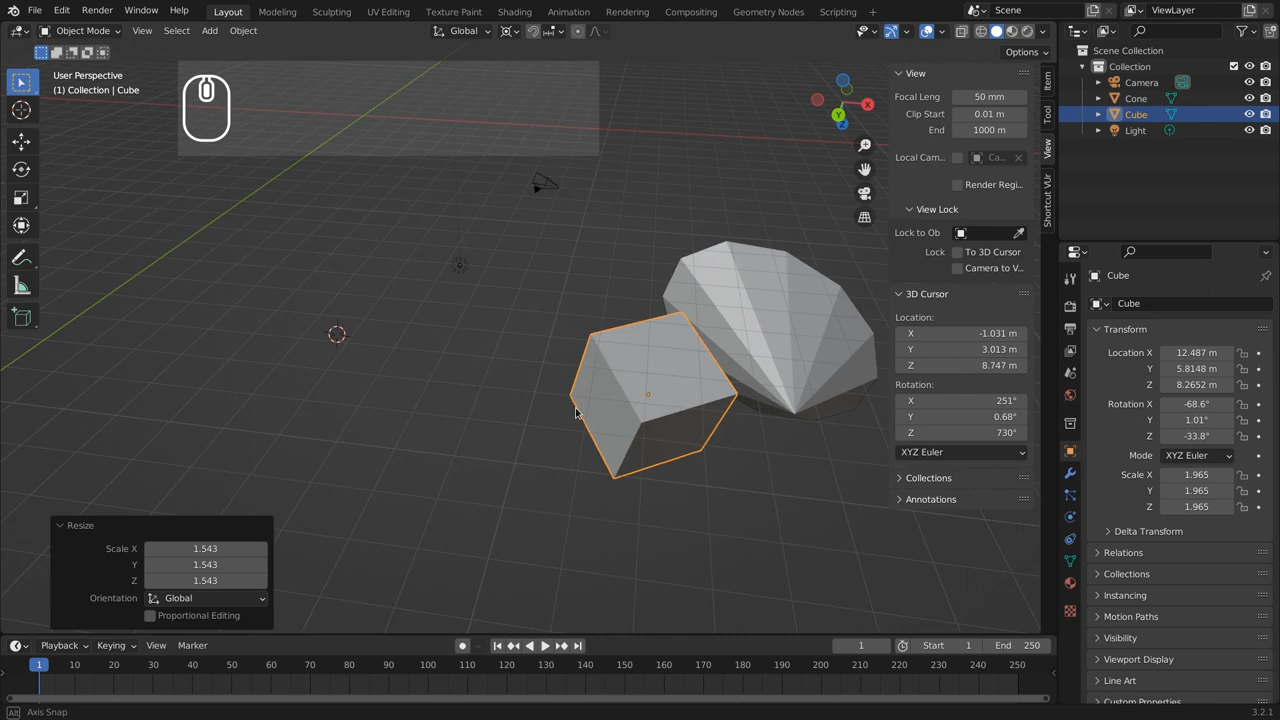 File Edit Render Window Help Layout Modeling Sculpting UV Editing Texture Paint Shading Animation Rendering Compositing Geometry Nodes Scripting + Scene ViewLayer
Object Mode View Select Add Object Global
Options
User Perspective
(1) Collection | Cube
X
Y
Z
View
Focal Leng 50 mm
Clip Start 0.01 m
End 1000 m
Local Cam... Ca...
Render Regi...
View Lock
Lock to Ob
Lock To 3D Cursor
Camera to V...
3D Cursor
Location:
X -1.031 m
Y 3.013 m
Z 8.747 m
Rotation:
X 251°
Y 0.68°
Z 730°
XYZ Euler
Collections
Annotations
Item
Tool
View
Shortcut VUr
Scene Collection
Collection
Camera
Cone
Cube
Light
Cube
Cube
Transform
Location X 12.487 m
Y 5.8148 m
Z 8.2652 m
Rotation X -68.6°
Y 1.01°
Z -33.8°
Mode XYZ Euler
Scale X 1.965
Y 1.965
Z 1.965
Delta Transform
Relations
Collections
Instancing
Motion Paths
Visibility
Viewport Display
Line Art
Custom Properties
Resize
Scale X 1.543
Y 1.543
Z 1.543
Orientation Global
Proportional Editing
Playback Keying View Marker 1 Start 1 End 250
1 10 20 30 40 50 60 70 80 90 100 110 120 130 140 150 160 170 180 190 200 210 220 230 240 250
Alt Axis Snap 3.2.1